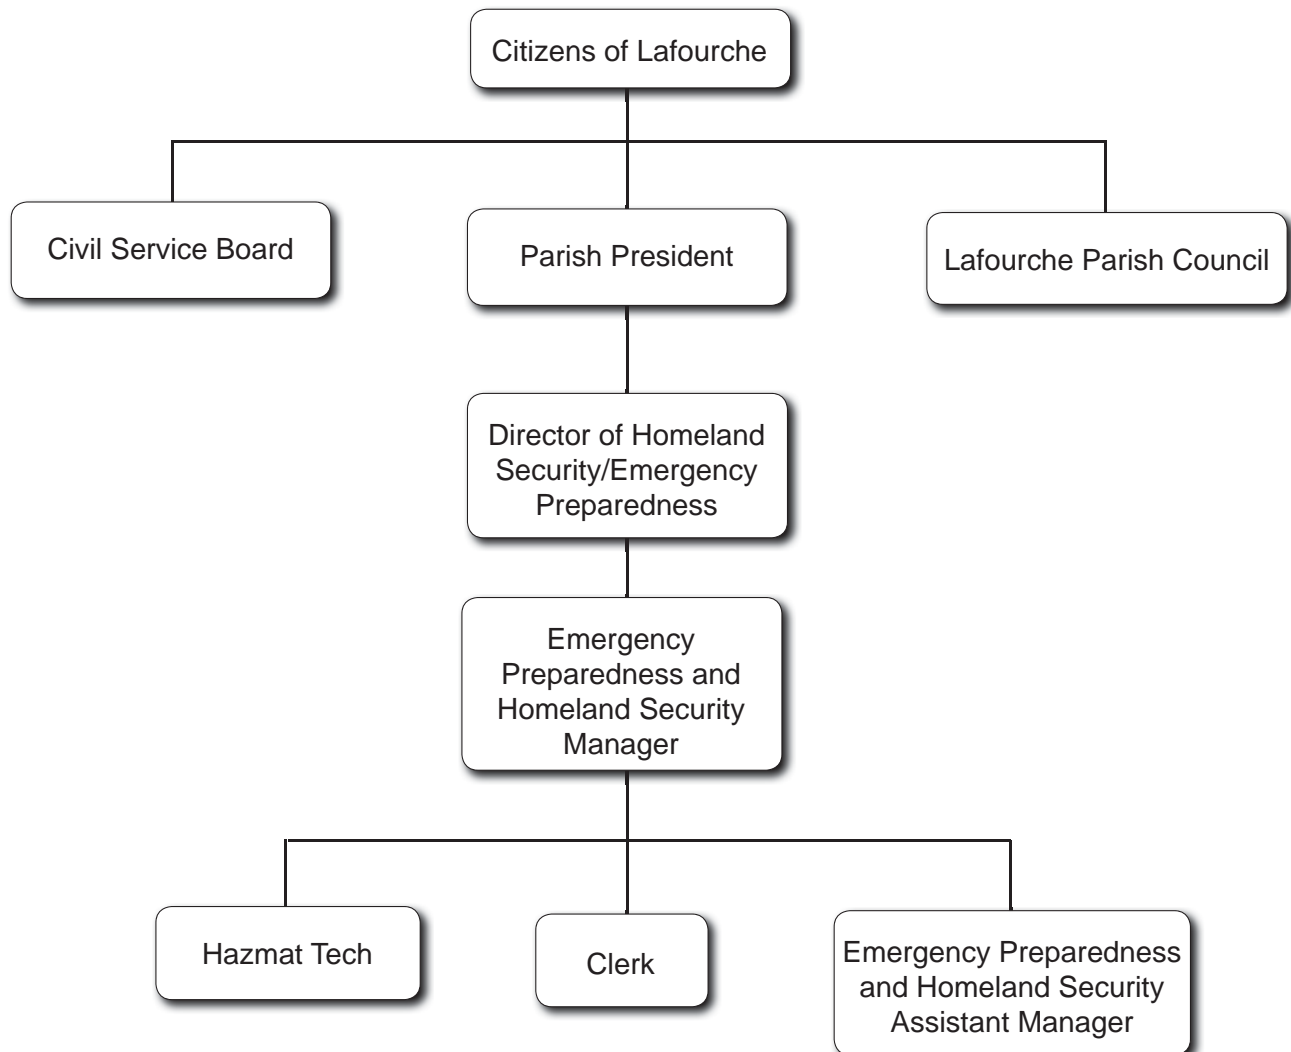 Citizens of Lafourche
Civil Service Board
Parish President
Lafourche Parish Council
Director of Homeland
Security/Emergency
Preparedness
Emergency
Preparedness and
Homeland Security
Manager
Hazmat Tech
Clerk
Emergency Preparedness
and Homeland Security
Assistant Manager